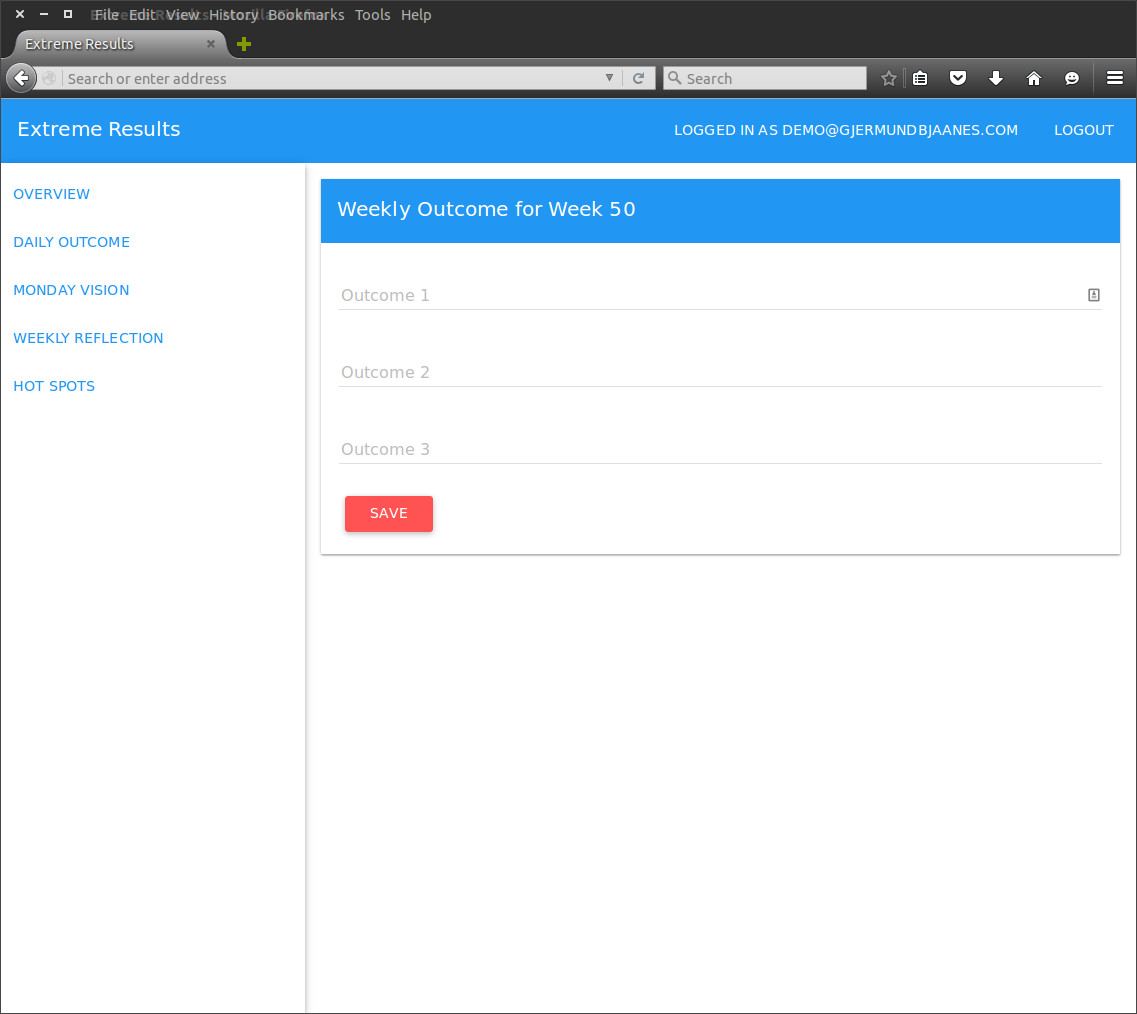 File Edit View History Bookmarks Tools Help
Extreme Results
Search or enter address
Search
Extreme Results
LOGGED IN AS DEMO@GJERMUNDBJAANES.COM
LOGOUT
OVERVIEW
DAILY OUTCOME
MONDAY VISION
WEEKLY REFLECTION
HOT SPOTS
Weekly Outcome for Week 50
Outcome 1
Outcome 2
Outcome 3
SAVE